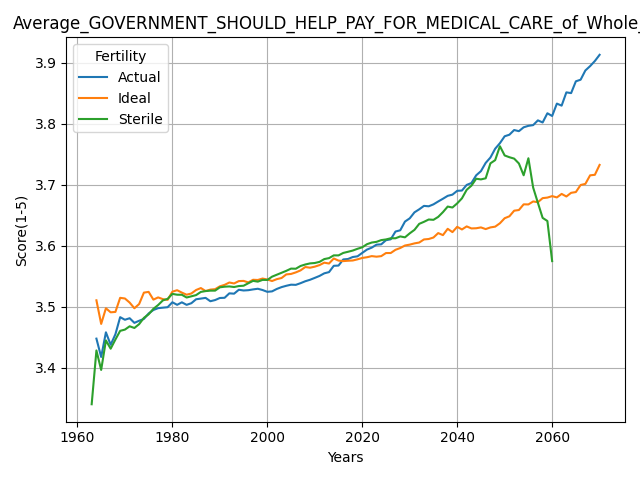 Average_GOVERNMENT_SHOULD_HELP_PAY_FOR_MEDICAL_CARE_of_Whole_
Fertility
Actual
Ideal
Sterile
3.9
3.8
3.7
3.6
3.5
3.4
Score(1-5)
1960
1980
2000
2020
2040
2060
Years